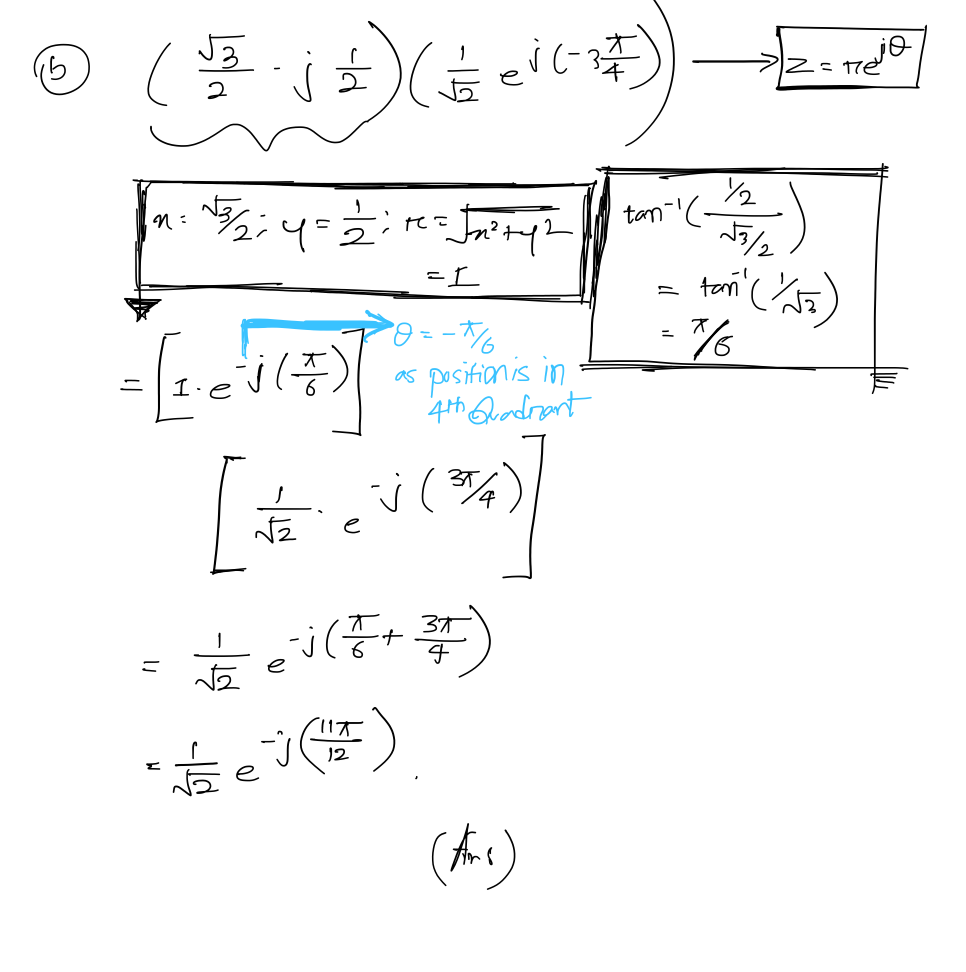 (b) (√3/2 - j 1/2)(1/√2 e^j(-3π/4)) → z = re^jθ
x = √3/2; y = 1/2; r = √x²+y²
= 1
tan⁻¹(1/2 / √3/2)
= tan⁻¹(1/√3)
= π/6
= [1. e^-j(π/6)] θ = -π/6
as position is in
4th Quadrant
[1/√2 . e^-j(3π/4)]
= 1/√2 e^-j(π/6 + 3π/4)
= 1/√2 e^-j(11π/12).
(Ans)